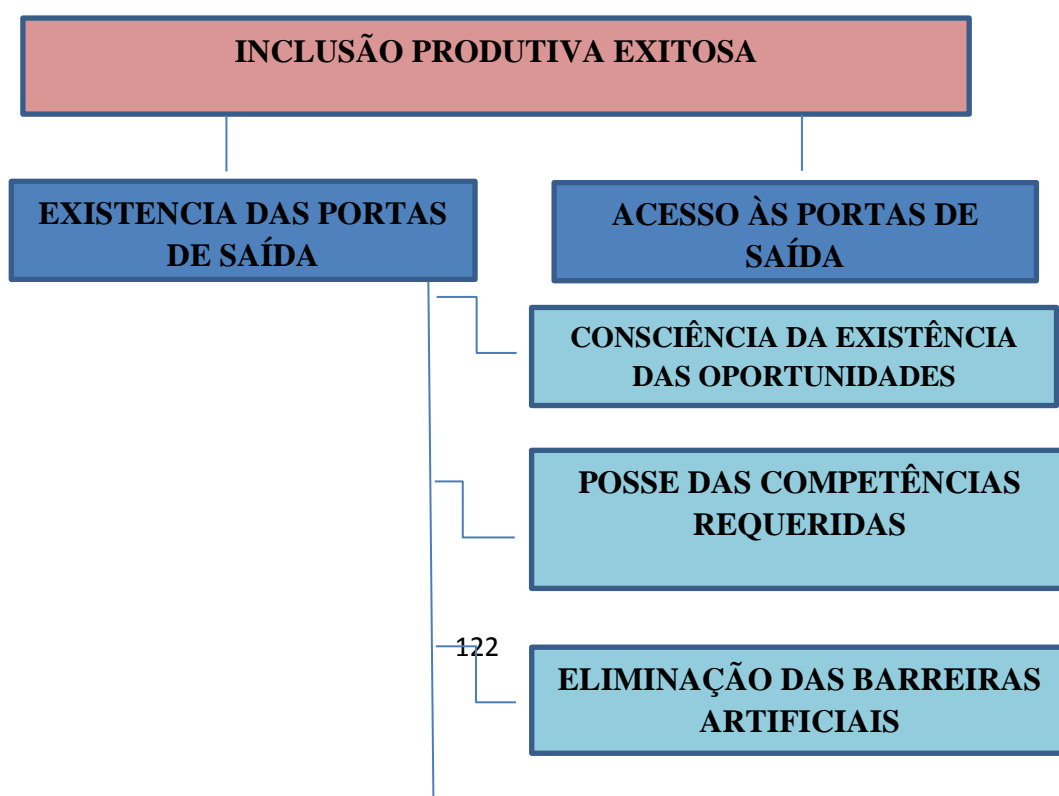 INCLUSÃO PRODUTIVA EXITOSA
EXISTENCIA DAS PORTAS
DE SAÍDA
ACESSO ÀS PORTAS DE
SAÍDA
CONSCIÊNCIA DA EXISTÊNCIA
DAS OPORTUNIDADES
POSSE DAS COMPETÊNCIAS
REQUERIDAS
122
ELIMINAÇÃO DAS BARREIRAS
ARTIFICIAIS